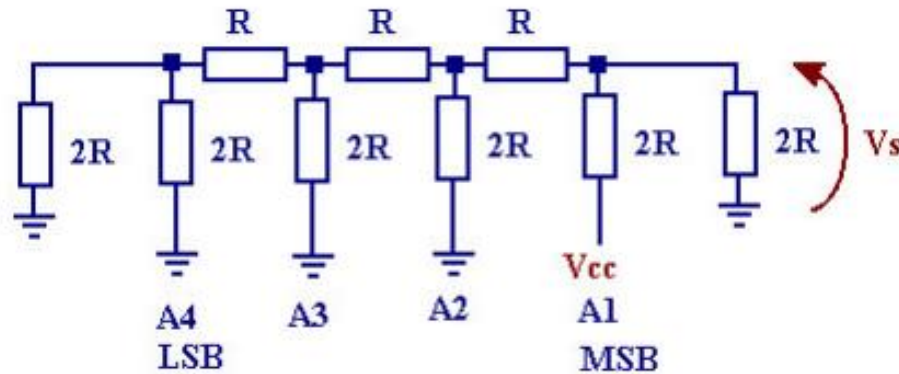 R R R
2R 2R 2R 2R 2R 2R Vs
Vcc
A4 A3 A2 A1
LSB MSB